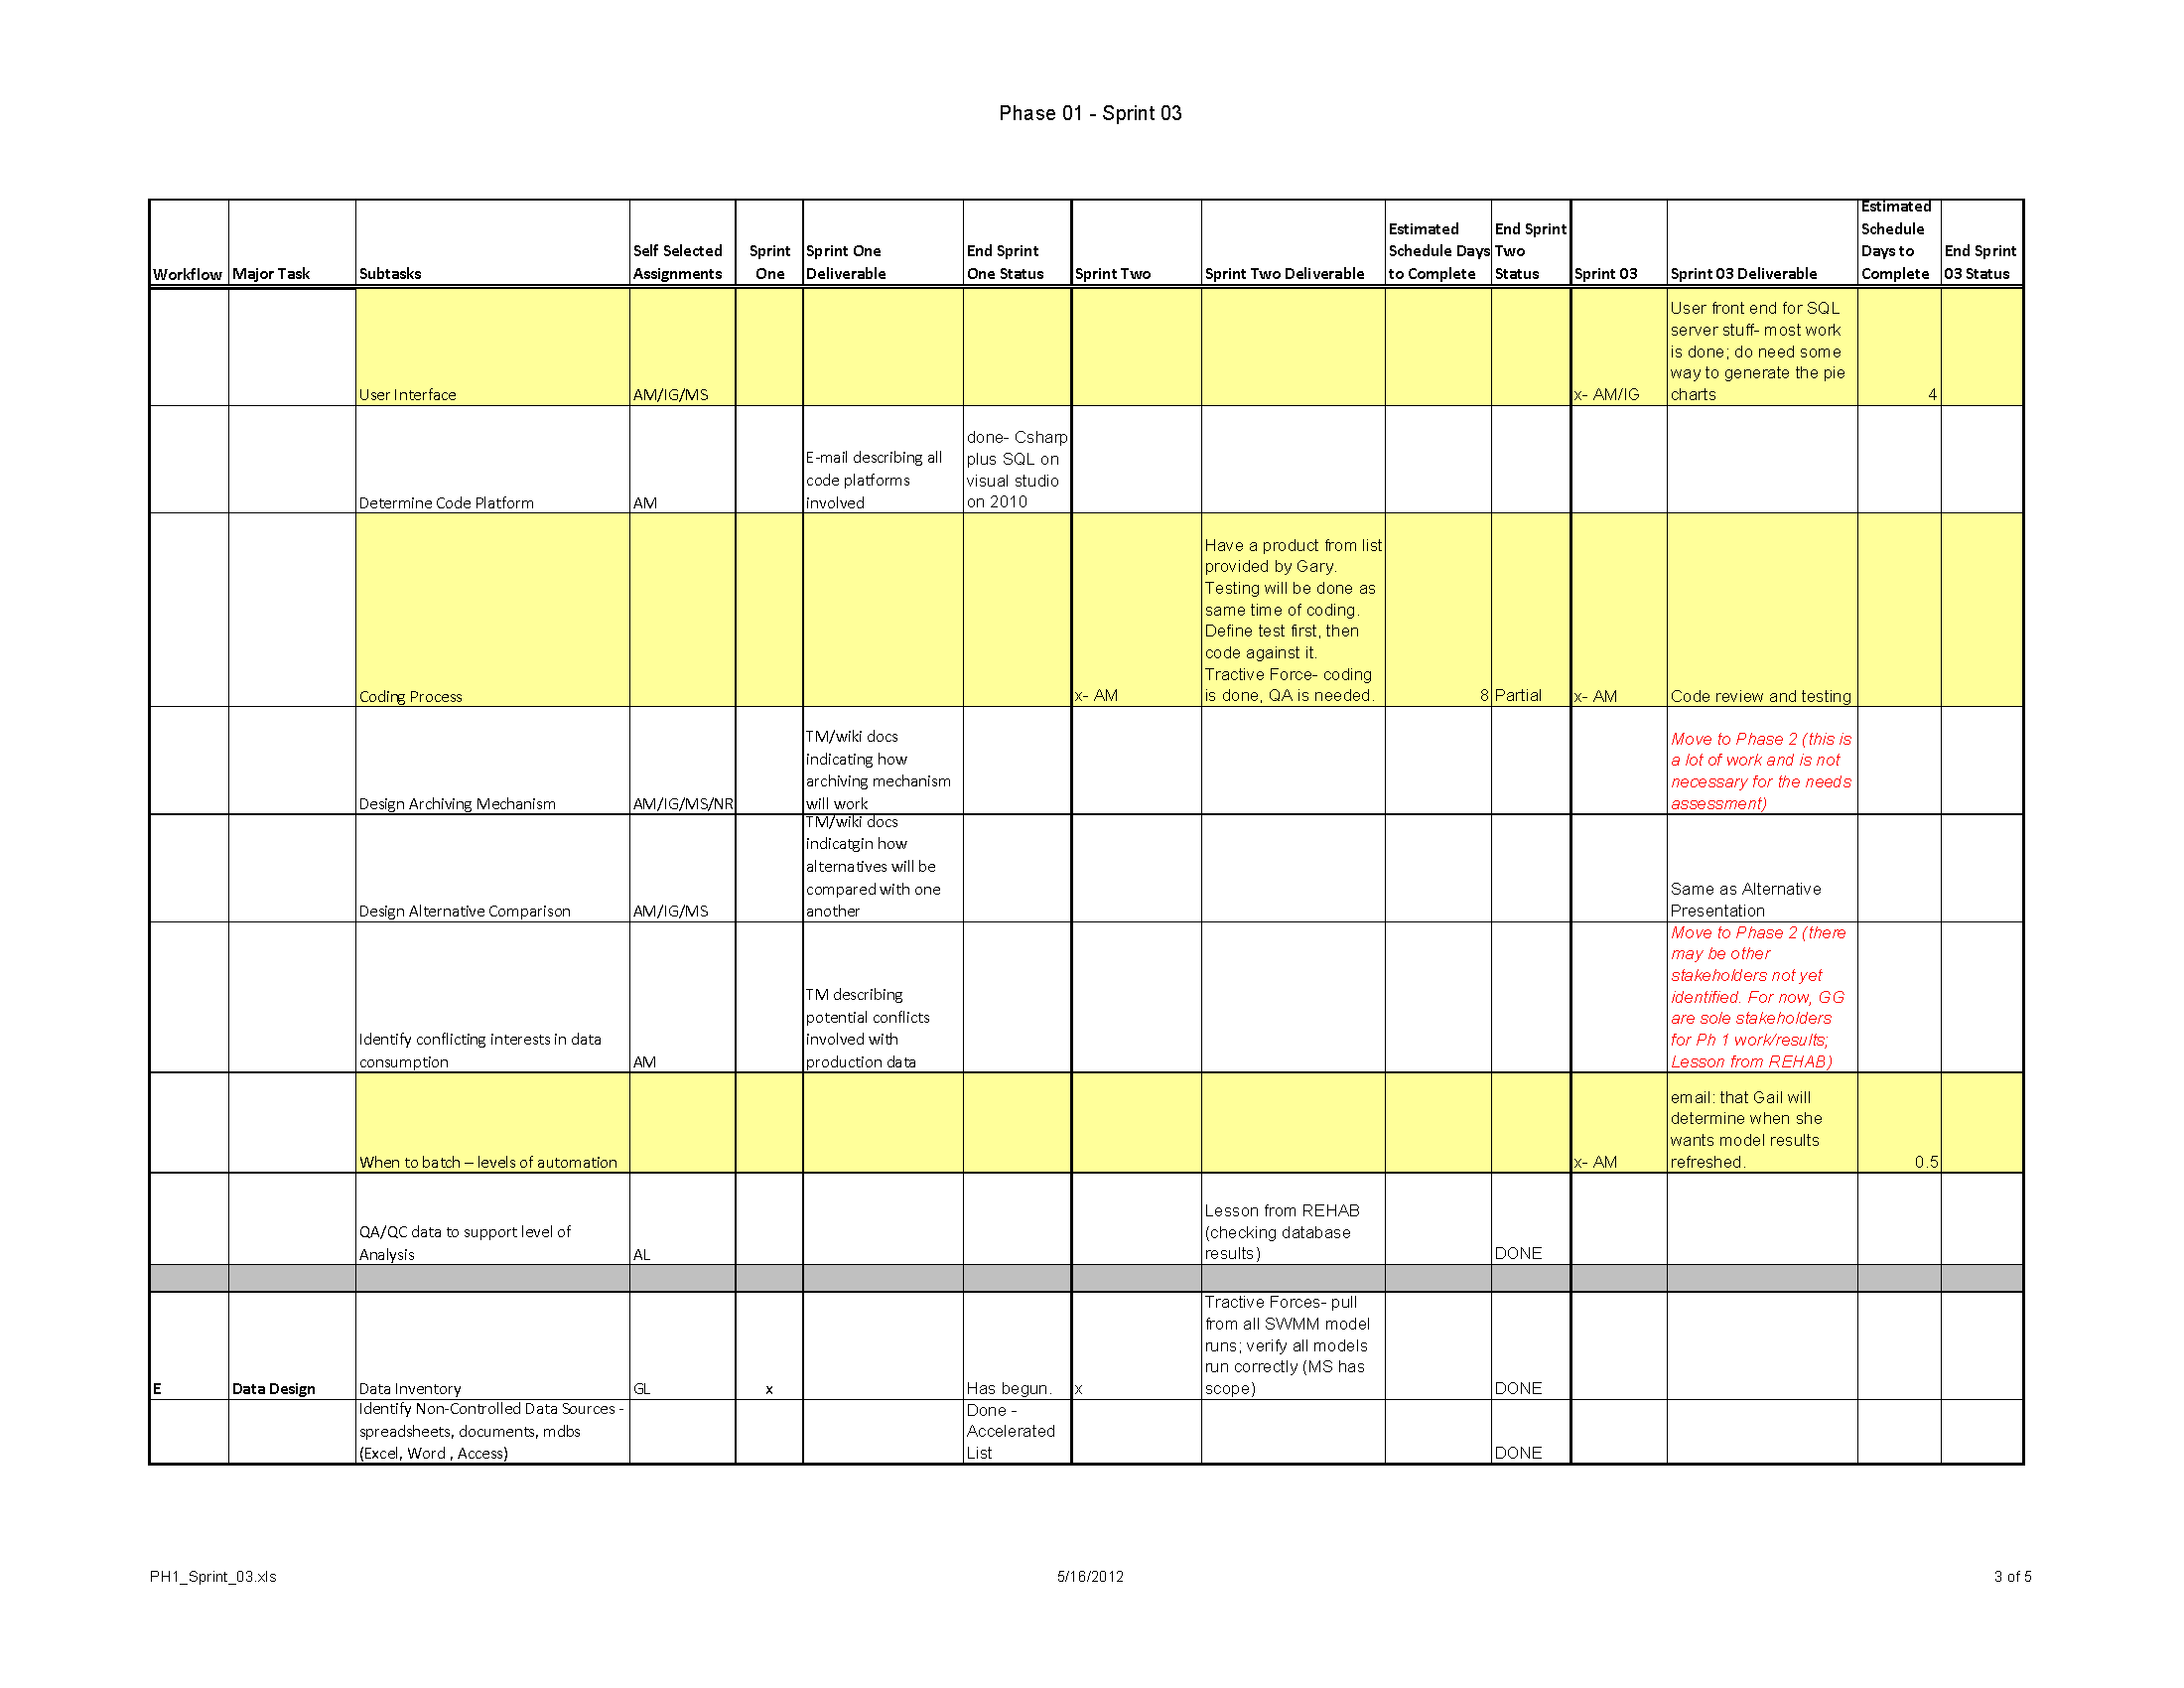 Phase 01 - Sprint 03
Workflow
Major Task
Subtasks
Self Selected
Assignments
Sprint
One
Sprint One
Deliverable
End Sprint
One Status
Sprint Two
Sprint Two Deliverable
Estimated
Schedule Days
to Complete
End Sprint
Two
Status
Sprint 03
Sprint 03 Deliverable
Estimated
Schedule
Days to
Complete
End Sprint
03 Status
User Interface
AM/IG/MS
x- AM/IG
User front end for SQL
server stuff- most work
is done; do need some
way to generate the pie
charts
4
Determine Code Platform
AM
E-mail describing all
code platforms
involved
done- Csharp
plus SQL on
visual studio
on 2010
Coding Process
x- AM
Have a product from list
provided by Gary.
Testing will be done as
same time of coding.
Define test first, then
code against it.
Tractive Force- coding
is done, QA is needed.
8
Partial
x- AM
Code review and testing
Design Archiving Mechanism
AM/IG/MS/NR
TM/wiki docs
indicating how
archiving mechanism
will work
Move to Phase 2 (this is
a lot of work and is not
necessary for the needs
assessment)
Design Alternative Comparison
AM/IG/MS
TM/wiki docs
indicatgin how
alternatives will be
compared with one
another
Same as Alternative
Presentation
Identify conflicting interests in data
consumption
AM
TM describing
potential conflicts
involved with
production data
Move to Phase 2 (there
may be other
stakeholders not yet
identified. For now, GG
are sole stakeholders
for Ph 1 work/results;
Lesson from REHAB)
When to batch – levels of automation
x- AM
email: that Gail will
determine when she
wants model results
refreshed.
0.5
QA/QC data to support level of
Analysis
AL
Lesson from REHAB
(checking database
results)
DONE
E
Data Design
Data Inventory
GL
x
Has begun.
x
Tractive Forces- pull
from all SWMM model
runs; verify all models
run correctly (MS has
scope)
DONE
Identify Non-Controlled Data Sources -
spreadsheets, documents, mdbs
(Excel, Word , Access)
Done -
Accelerated
List
DONE
PH1_Sprint_03.xls
5/16/2012
3 of 5